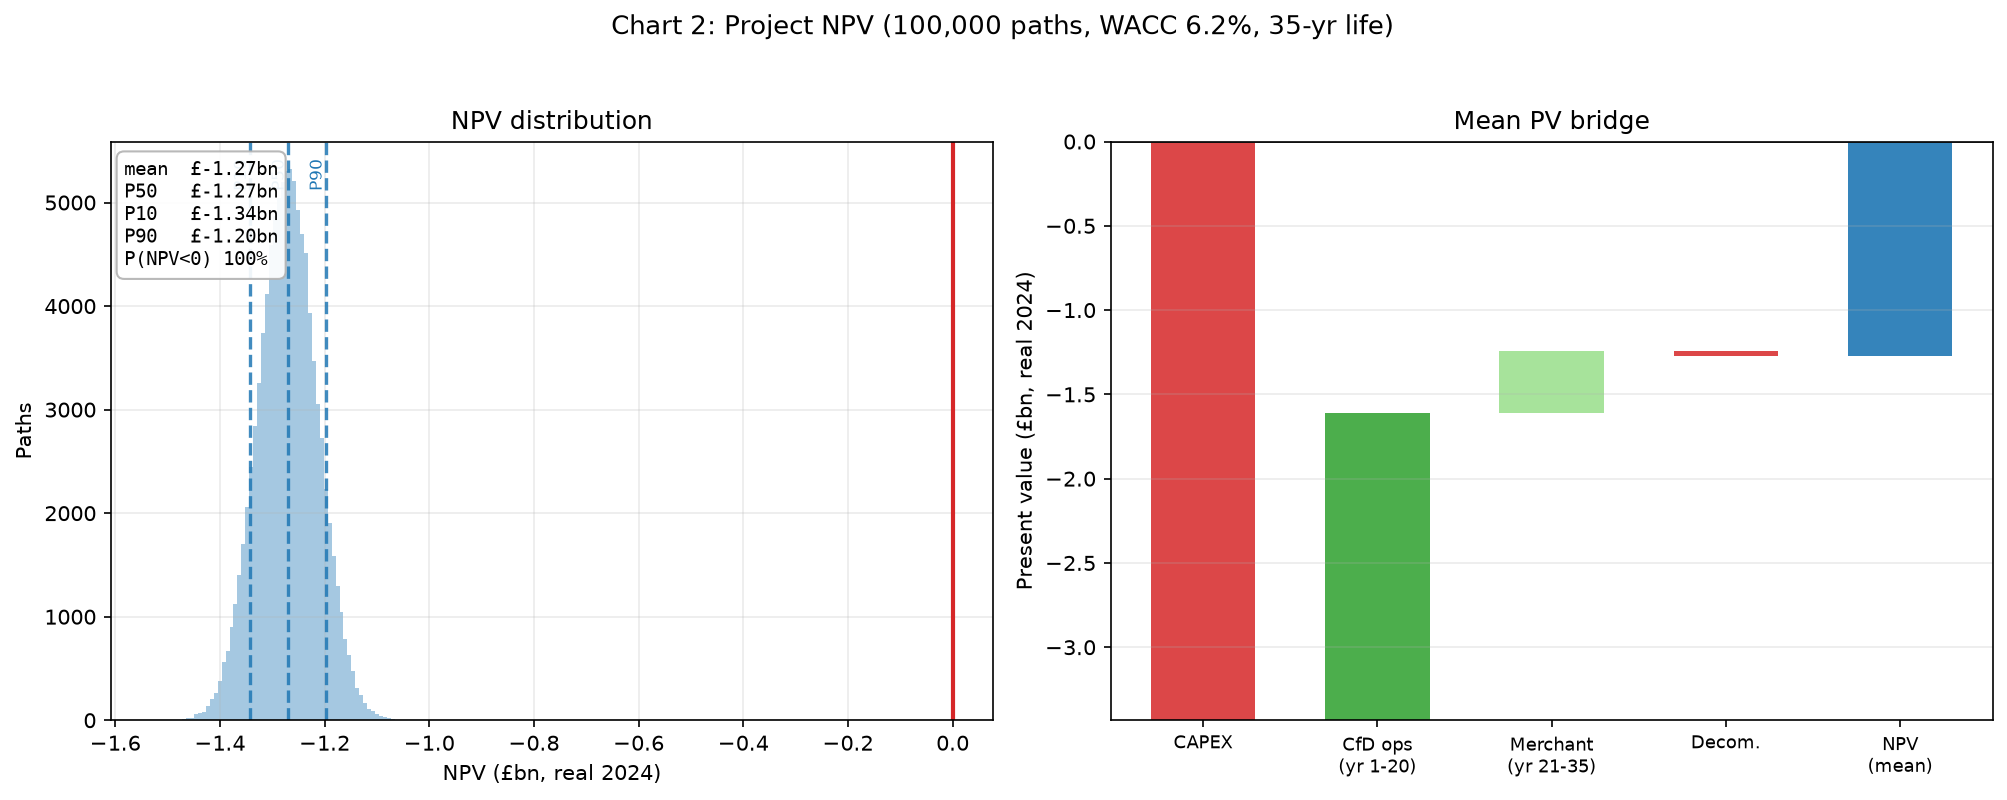 Chart 2: Project NPV (100,000 paths, WACC 6.2%, 35-yr life)
NPV distribution
mean £-1.27bn
P50 £-1.27bn
P10 £-1.34bn
P90 £-1.20bn
P(NPV<0) 100%
P90
Paths
5000
4000
3000
2000
1000
0
−1.6 −1.4 −1.2 −1.0 −0.8 −0.6 −0.4 −0.2 0.0
NPV (£bn, real 2024)
Mean PV bridge
Present value (£bn, real 2024)
0.0
−0.5
−1.0
−1.5
−2.0
−2.5
−3.0
CAPEX CfD ops Merchant Decom. NPV
(yr 1-20) (yr 21-35) (mean)